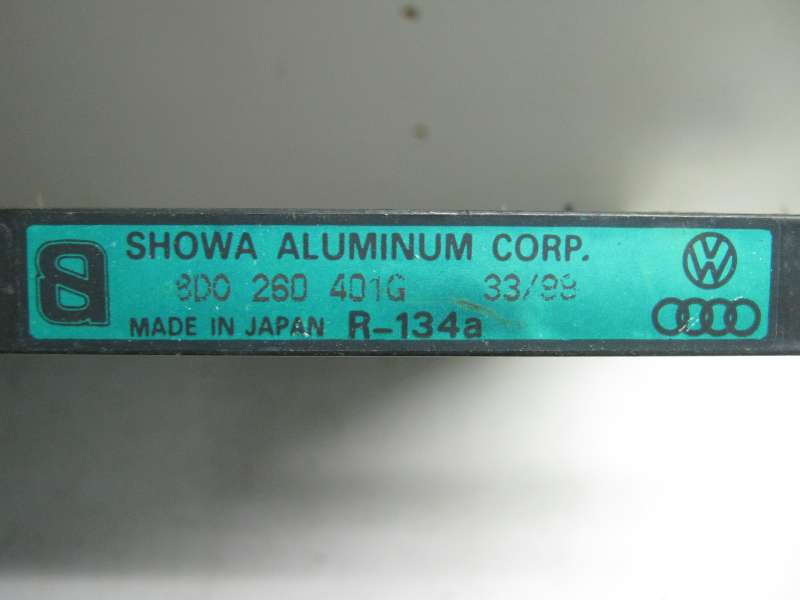 SHOWA ALUMINUM CORP.
8D0 260 401G 33/98
MADE IN JAPAN R-134a